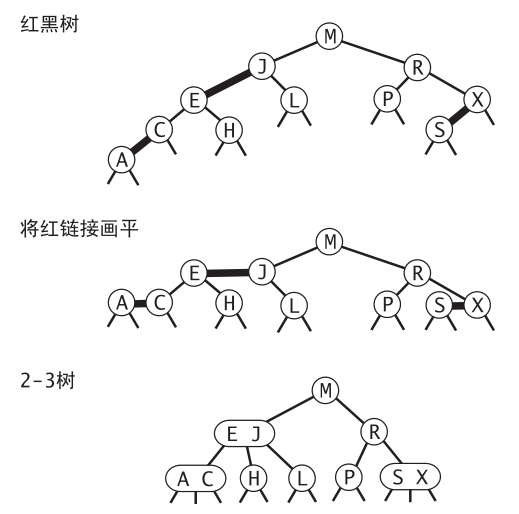 红黑树
M
J R
E L P X
C H S
A
将红链接画平
M
E J R
A C H L P S X
2-3树
M
E J R
A C H L P S X